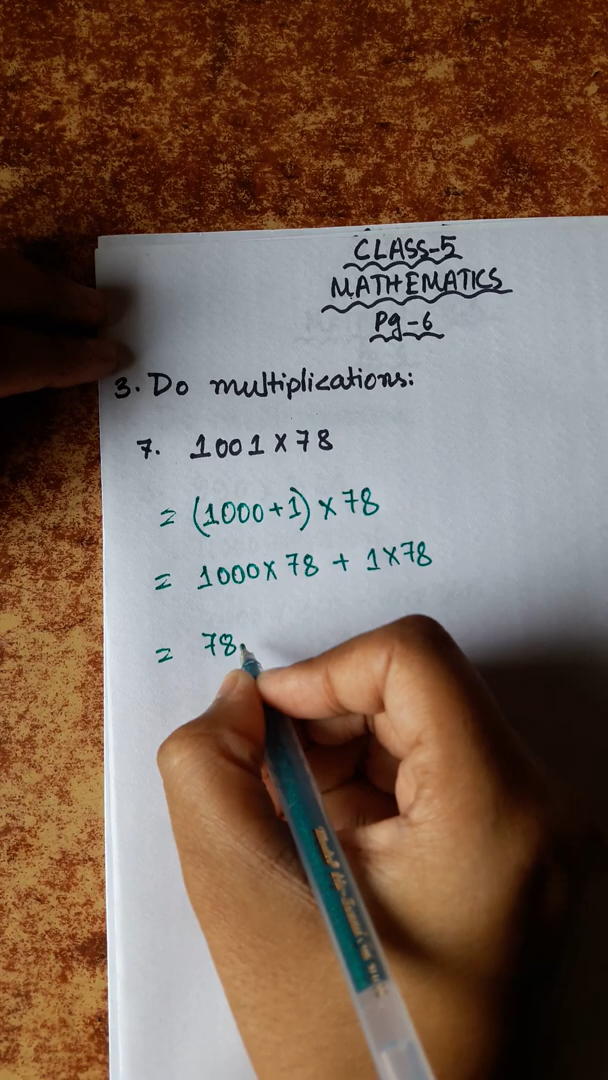 CLASS-5
MATHEMATICS
Pg-6
3. Do multiplications:
7. 1001 × 78
= (1000+1) × 78
= 1000 × 78 + 1 × 78
= 78